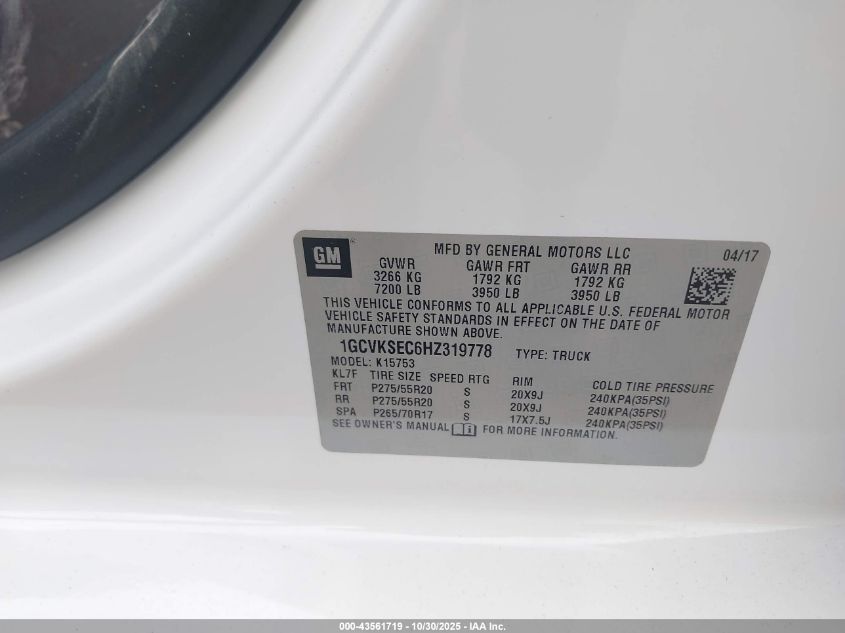 GM
MFD BY GENERAL MOTORS LLC 04/17
GVWR GAWR FRT GAWR RR
3266 KG 1792 KG 1792 KG
7200 LB 3950 LB 3950 LB
THIS VEHICLE CONFORMS TO ALL APPLICABLE U.S. FEDERAL MOTOR
VEHICLE SAFETY STANDARDS IN EFFECT ON THE DATE OF
MANUFACTURE SHOWN ABOVE.
1GCVKSEC6HZ319778 TYPE: TRUCK
MODEL: K15753
KL7F TIRE SIZE SPEED RTG RIM COLD TIRE PRESSURE
FRT P275/55R20 S 20X9J 240KPA(35PSI)
RR P275/55R20 S 20X9J 240KPA(35PSI)
SPA P265/70R17 S 17X7.5J 240KPA(35PSI)
SEE OWNER'S MANUAL FOR MORE INFORMATION.
000-43561719 - 10/30/2025 - IAA Inc.